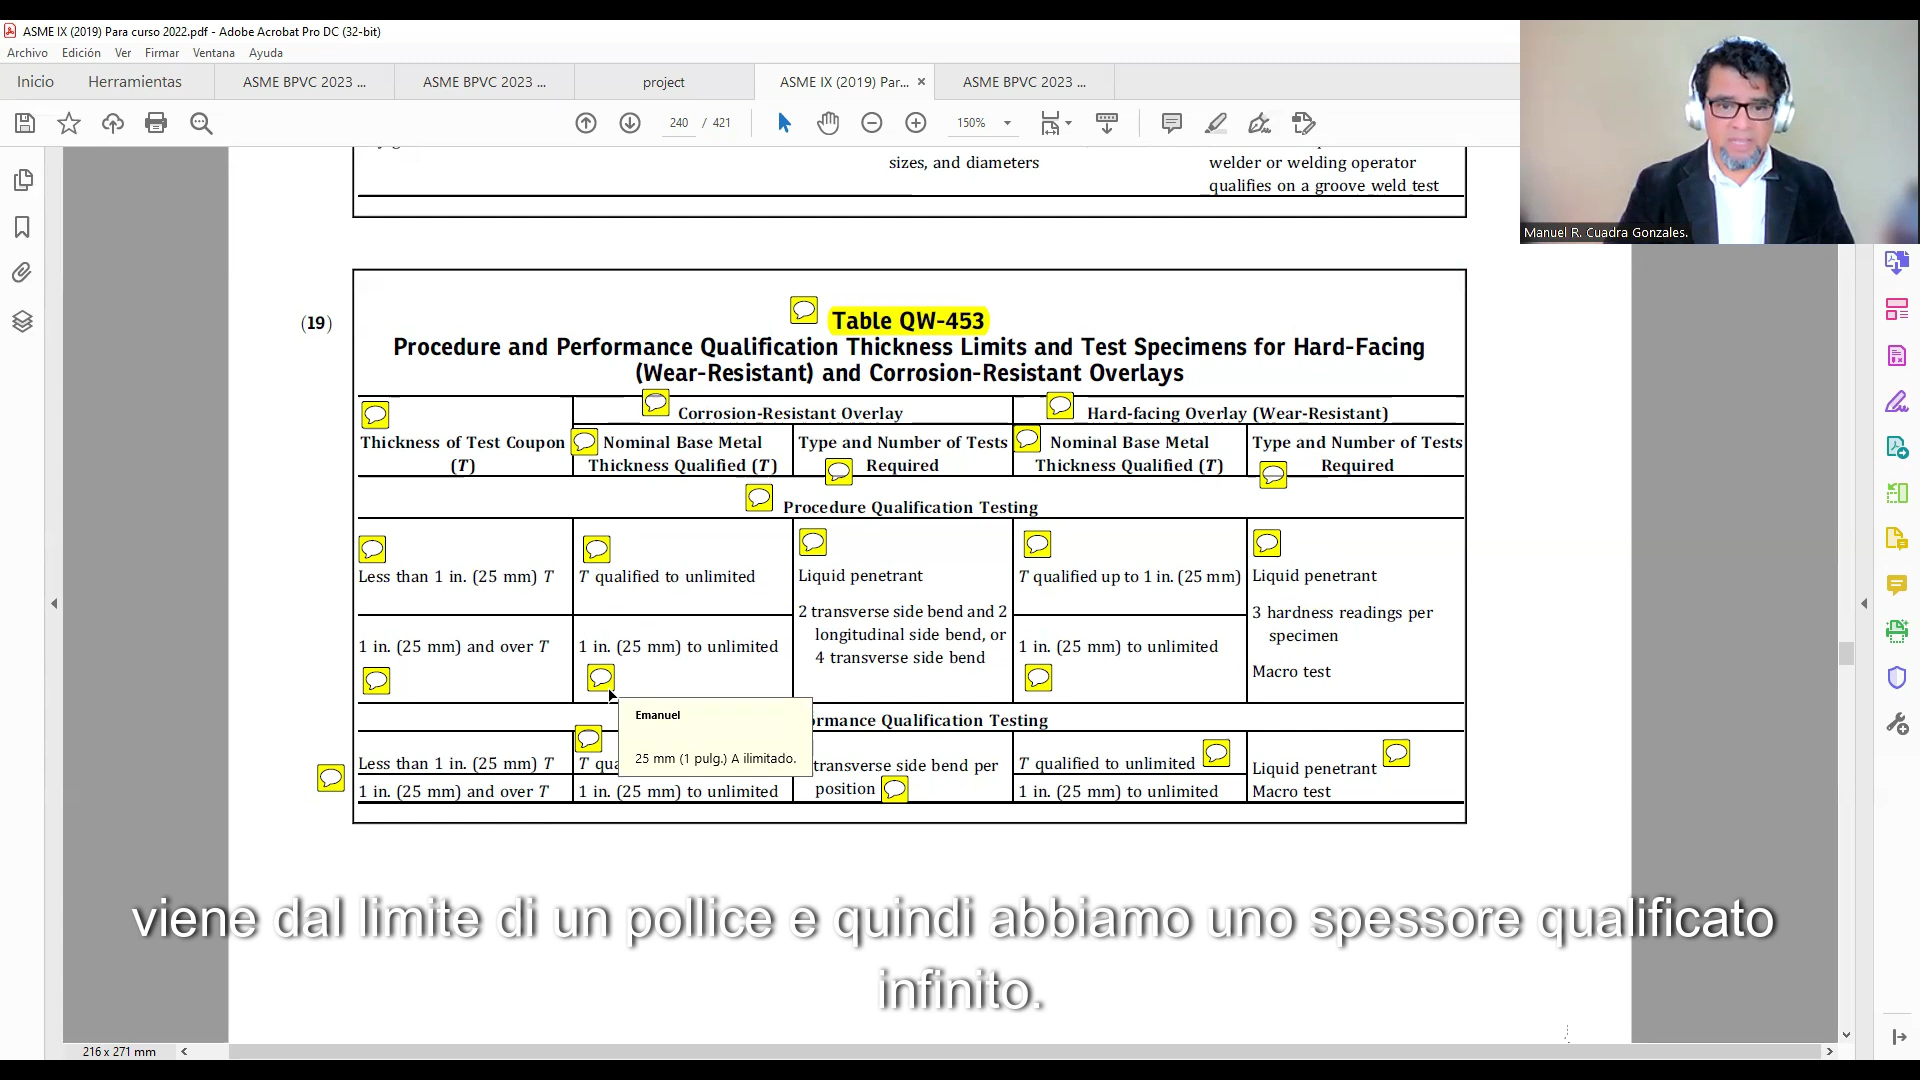 ASME IX (2019) Para curso 2022.pdf - Adobe Acrobat Pro DC (32-bit)
Archivo Edición Ver Firmar Ventana Ayuda
Inicio Herramientas ASME BPVC 2023 ... ASME BPVC 2023 ... project ASME IX (2019) Par... × ASME BPVC 2023 ...
240 / 421 150%
Manuel R. Cuadra Gonzales.
sizes, and diameters
welder or welding operator
qualifies on a groove weld test
(19)
Table QW-453
Procedure and Performance Qualification Thickness Limits and Test Specimens for Hard-Facing
(Wear-Resistant) and Corrosion-Resistant Overlays
Corrosion-Resistant Overlay Hard-facing Overlay (Wear-Resistant)
Thickness of Test Coupon Nominal Base Metal Type and Number of Tests Nominal Base Metal Type and Number of Tests
(T) Thickness Qualified (T) Required Thickness Qualified (T) Required
Procedure Qualification Testing
Less than 1 in. (25 mm) T T qualified to unlimited Liquid penetrant T qualified up to 1 in. (25 mm) Liquid penetrant
2 transverse side bend and 2 3 hardness readings per
longitudinal side bend, or specimen
1 in. (25 mm) and over T 1 in. (25 mm) to unlimited 4 transverse side bend 1 in. (25 mm) to unlimited Macro test
Emanuel
25 mm (1 pulg.) A ilimitado.
rmance Qualification Testing
Less than 1 in. (25 mm) T T qua transverse side bend per T qualified to unlimited Liquid penetrant
position
1 in. (25 mm) and over T 1 in. (25 mm) to unlimited 1 in. (25 mm) to unlimited Macro test
viene dal limite di un pollice e quindi abbiamo uno spessore qualificato
infinito.
216 x 271 mm